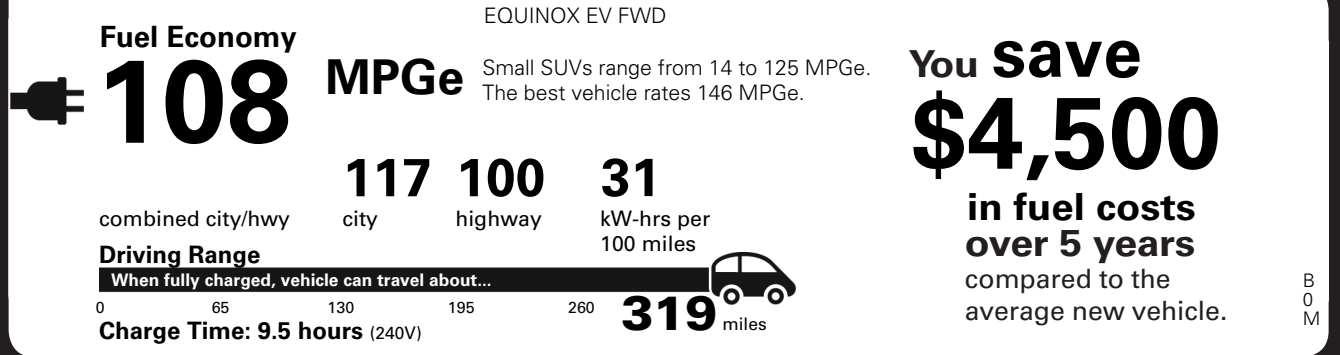 EQUINOX EV FWD
Fuel Economy
108 MPGe
Small SUVs range from 14 to 125 MPGe.
The best vehicle rates 146 MPGe.
117 100 31
combined city/hwy city highway kW-hrs per
100 miles
Driving Range
When fully charged, vehicle can travel about...
0 65 130 195 260 319 miles
Charge Time: 9.5 hours (240V)
You save
$4,500
in fuel costs
over 5 years
compared to the
average new vehicle.
B
0
M